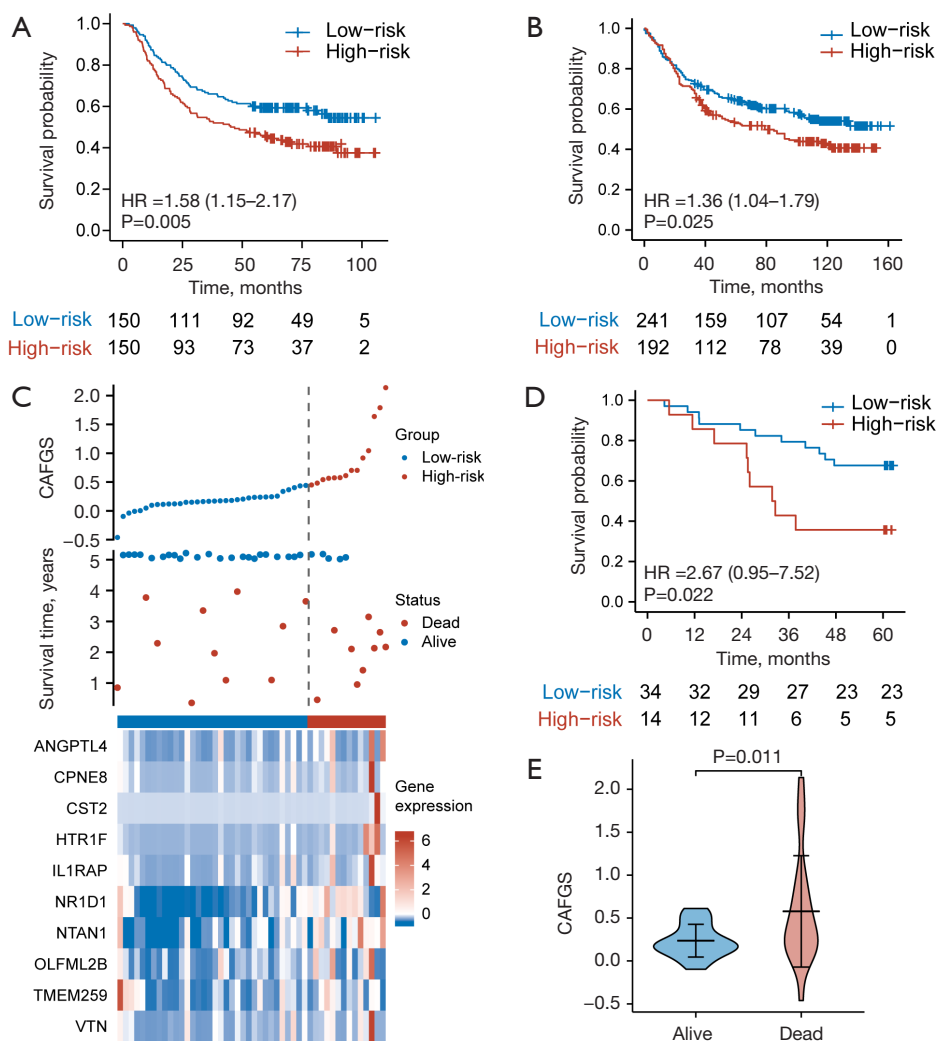 A
Survival probability
1.0
0.8
0.6
0.4
0.2
0.0
Low−risk
High−risk
HR =1.58 (1.15–2.17)
P=0.005
0 25 50 75 100
Time, months
Low−risk 150 111 92 49 5
High−risk 150 93 73 37 2
B
Survival probability
1.0
0.8
0.6
0.4
0.2
0.0
Low−risk
High−risk
HR =1.36 (1.04–1.79)
P=0.025
0 40 80 120 160
Time, months
Low−risk 241 159 107 54 1
High−risk 192 112 78 39 0
C
CAFGS
2.0
1.5
1.0
0.5
0.0
−0.5
Group
Low−risk
High−risk
Survival time, years
5
4
3
2
1
Status
Dead
Alive
ANGPTL4
CPNE8
CST2
HTR1F
IL1RAP
NR1D1
NTAN1
OLFML2B
TMEM259
VTN
Gene
expression
6
4
2
0
D
Survival probability
1.0
0.8
0.6
0.4
0.2
0.0
Low−risk
High−risk
HR =2.67 (0.95–7.52)
P=0.022
0 12 24 36 48 60
Time, months
Low−risk 34 32 29 27 23 23
High−risk 14 12 11 6 5 5
E
P=0.011
CAFGS
2.0
1.5
1.0
0.5
0.0
−0.5
Alive Dead